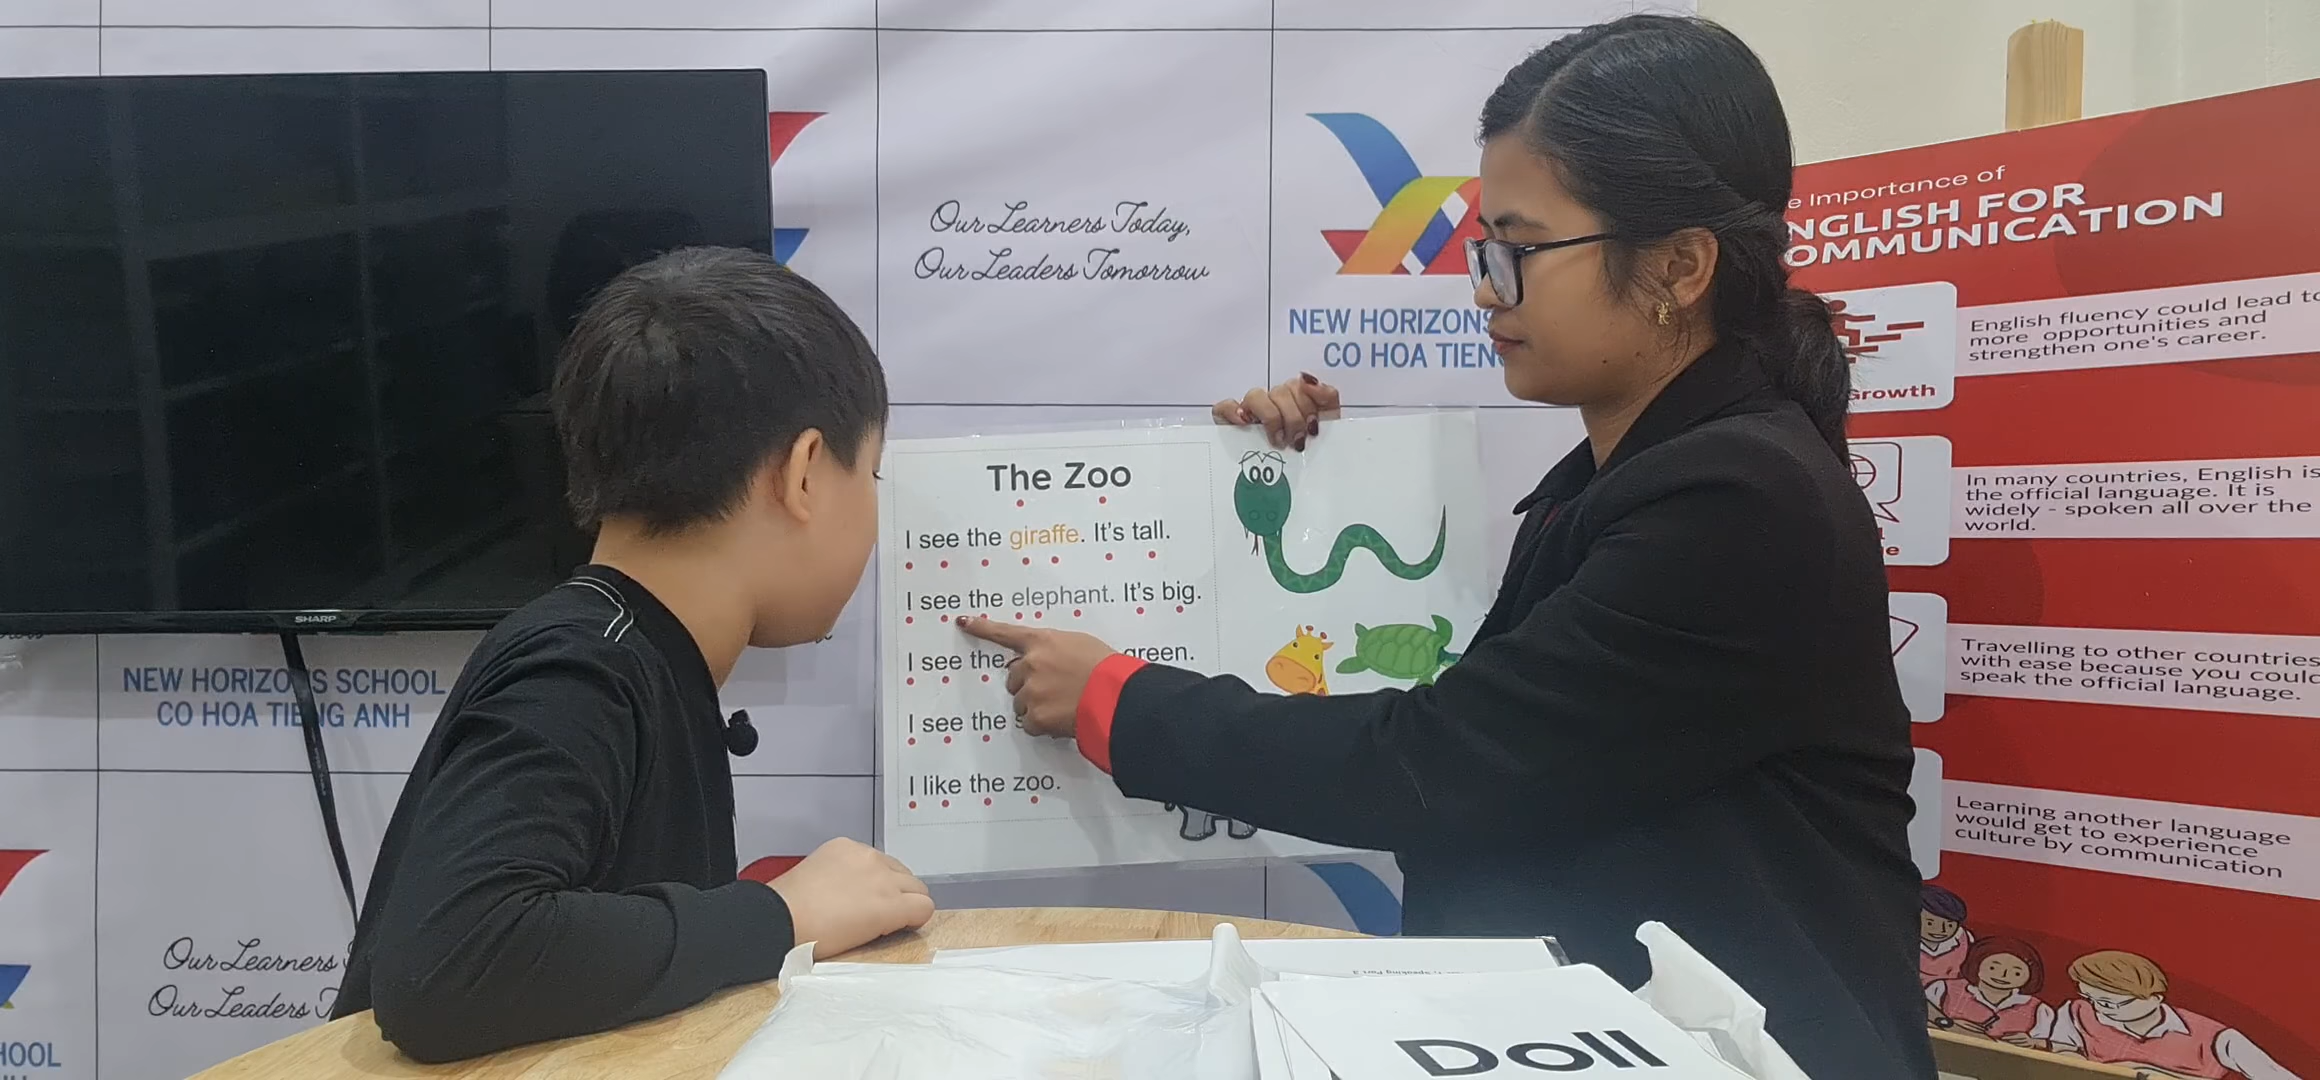 Our Learners Today,
Our Leaders Tomorrow
NEW HORIZONS
CO HOA TIEN
SHARP
NEW HORIZONS SCHOOL
CO HOA TIENG ANH
Our Learners
Our Leaders
The Zoo
I see the giraffe. It's tall.
I see the elephant. It's big.
I see the green.
I see the
I like the zoo.
Importance of
ENGLISH FOR
COMMUNICATION
English fluency could lead to
more opportunities and
strengthen one's career.
Growth
In many countries, English is
the official language. It is
widely - spoken all over the
world.
Travelling to other countries
with ease because you could
speak the official language.
Learning another language
would get to experience
culture by communication
Speaking Part 2
Doll